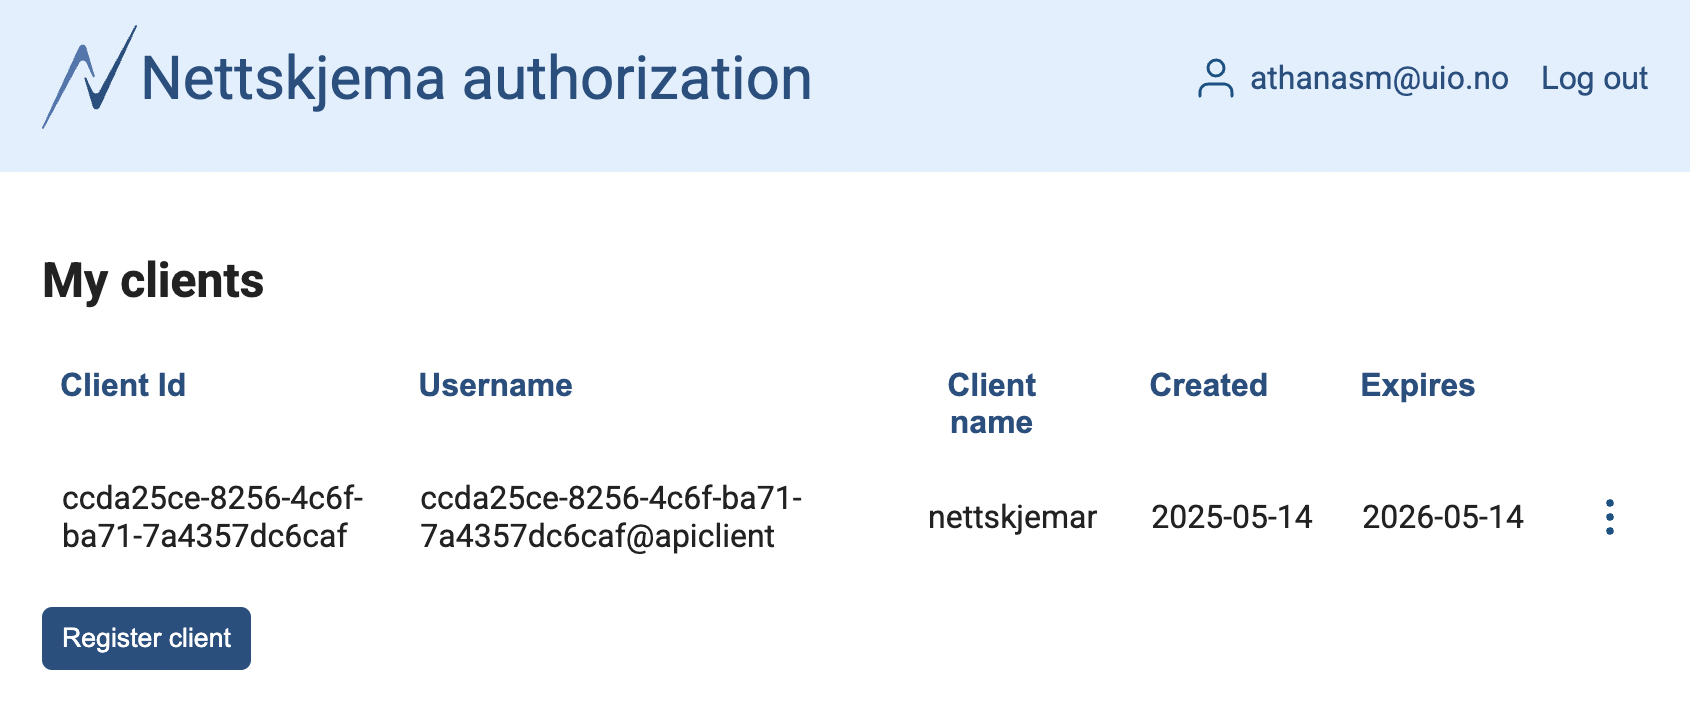 Nettskjema authorization
athanasm@uio.no Log out
My clients
Client Id Username Client name Created Expires
ccda25ce-8256-4c6f-ba71-7a4357dc6caf ccda25ce-8256-4c6f-ba71-7a4357dc6caf@apiclient nettskjemar 2025-05-14 2026-05-14
Register client